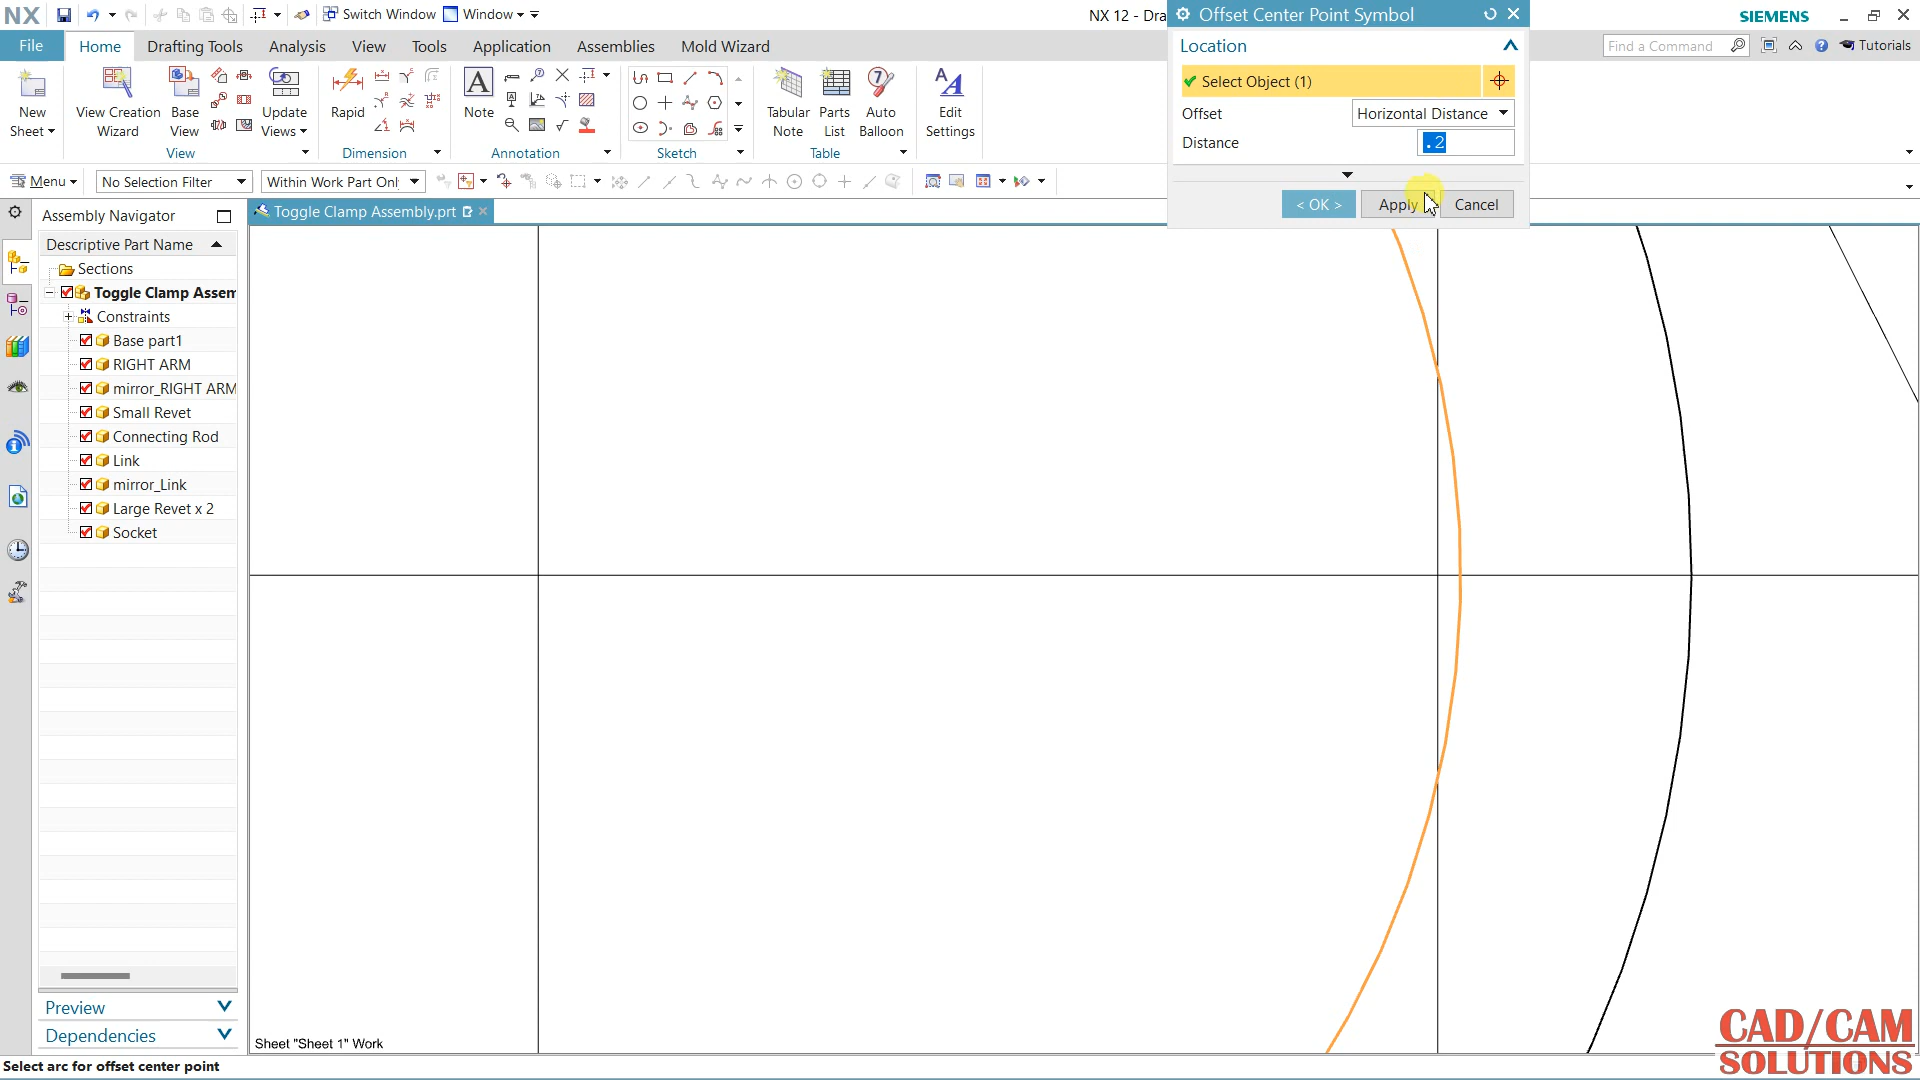 NX
Switch Window
Window
NX 12 - Dra
Offset Center Point Symbol
SIEMENS
File
Home
Drafting Tools
Analysis
View
Tools
Application
Assemblies
Mold Wizard
Location
Find a Command
Tutorials
New
Sheet
View Creation
Wizard
Base
View
Update
Views
Rapid
Note
Tabular
Note
Parts
List
Auto
Balloon
Edit
Settings
View
Dimension
Annotation
Sketch
Table
Select Object (1)
Offset
Horizontal Distance
Distance
.2
< OK >
Apply
Cancel
Menu
No Selection Filter
Within Work Part Onl
Assembly Navigator
Toggle Clamp Assembly.prt
Descriptive Part Name
Sections
Toggle Clamp Assem
Constraints
Base part1
RIGHT ARM
mirror_RIGHT ARM
Small Revet
Connecting Rod
Link
mirror_Link
Large Revet x 2
Socket
Preview
Dependencies
Sheet "Sheet 1" Work
Select arc for offset center point
CAD/CAM
SOLUTIONS